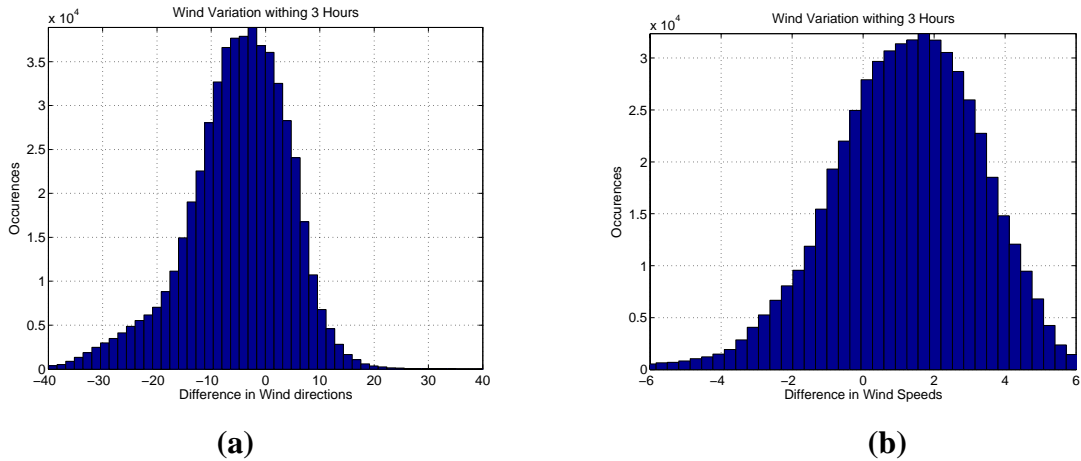 Wind Variation withing 3 Hours
x 10^4
Occurences
3.5
3
2.5
2
1.5
1
0.5
0
−40 −30 −20 −10 0 10 20 30 40
Difference in Wind directions
(a)
Wind Variation withing 3 Hours
x 10^4
Occurences
3
2.5
2
1.5
1
0.5
0
−6 −4 −2 0 2 4 6
Difference in Wind Speeds
(b)